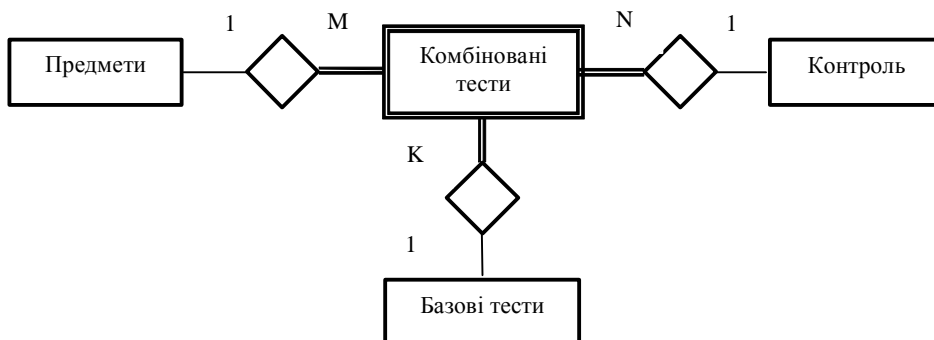 1
M
N
1
Предмети
Комбіновані
тести
Контроль
K
1
Базові тести